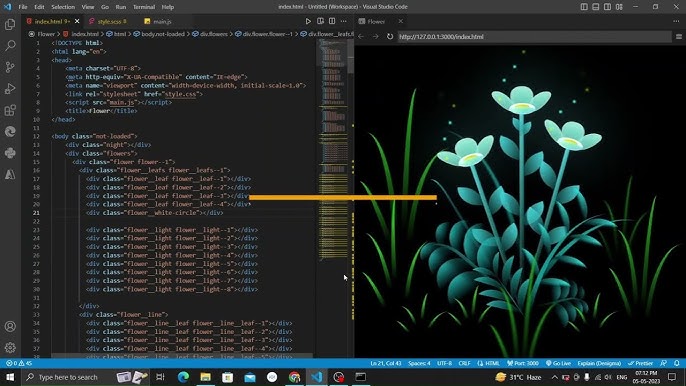 File Edit Selection View Go Run Terminal Help
index.html - Untitled (Workspace) - Visual Studio Code
index.html 9+
style.scss 9
main.js
Flower
Flower > index.html > html > body.not-loaded > div.flowers > div.flower.flower--1 > div.flower__leafs.
http://127.0.0.1:3000/index.html
1 <!DOCTYPE html>
2 <html lang="en">
3 <head>
4 <meta charset="UTF-8">
5 <meta http-equiv="X-UA-Compatible" content="IE=edge">
6 <meta name="viewport" content="width=device-width, initial-scale=1.0">
7 <link rel="stylesheet" href="style.css">
8 <script src="main.js"></script>
9 <title>Flower</title>
10 </head>
11
12 <body class="not-loaded">
13 <div class="night"></div>
14 <div class="flowers">
15 <div class="flower flower--1">
16 <div class="flower__leafs flower__leafs--1">
17 <div class="flower__leaf flower__leaf--1"></div>
18 <div class="flower__leaf flower__leaf--2"></div>
19 <div class="flower__leaf flower__leaf--3"></div>
20 <div class="flower__leaf flower__leaf--4"></div>
21 <div class="flower__white-circle"></div>
22
23 <div class="flower__light flower__light--1"></div>
24 <div class="flower__light flower__light--2"></div>
25 <div class="flower__light flower__light--3"></div>
26 <div class="flower__light flower__light--4"></div>
27 <div class="flower__light flower__light--5"></div>
28 <div class="flower__light flower__light--6"></div>
29 <div class="flower__light flower__light--7"></div>
30 <div class="flower__light flower__light--8"></div>
31
32 </div>
33 <div class="flower__line">
34 <div class="flower__line__leaf flower__line__leaf--1"></div>
35 <div class="flower__line__leaf flower__line__leaf--2"></div>
36 <div class="flower__line__leaf flower__line__leaf--3"></div>
37 <div class="flower__line__leaf flower__line__leaf--4"></div>
0 45
Ln 21, Col 43 Spaces: 4 UTF-8 CRLF HTML Port: 3000 Go Live Explain (Denigma) Prettier
Type here to search
31°C Haze
07:12 PM
05-05-2023